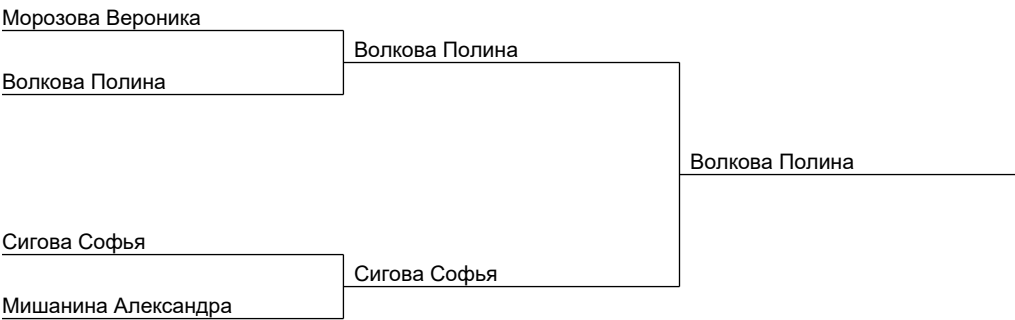 Морозова Вероника
Волкова Полина
Волкова Полина
Волкова Полина
Сигова Софья
Сигова Софья
Мишанина Александра